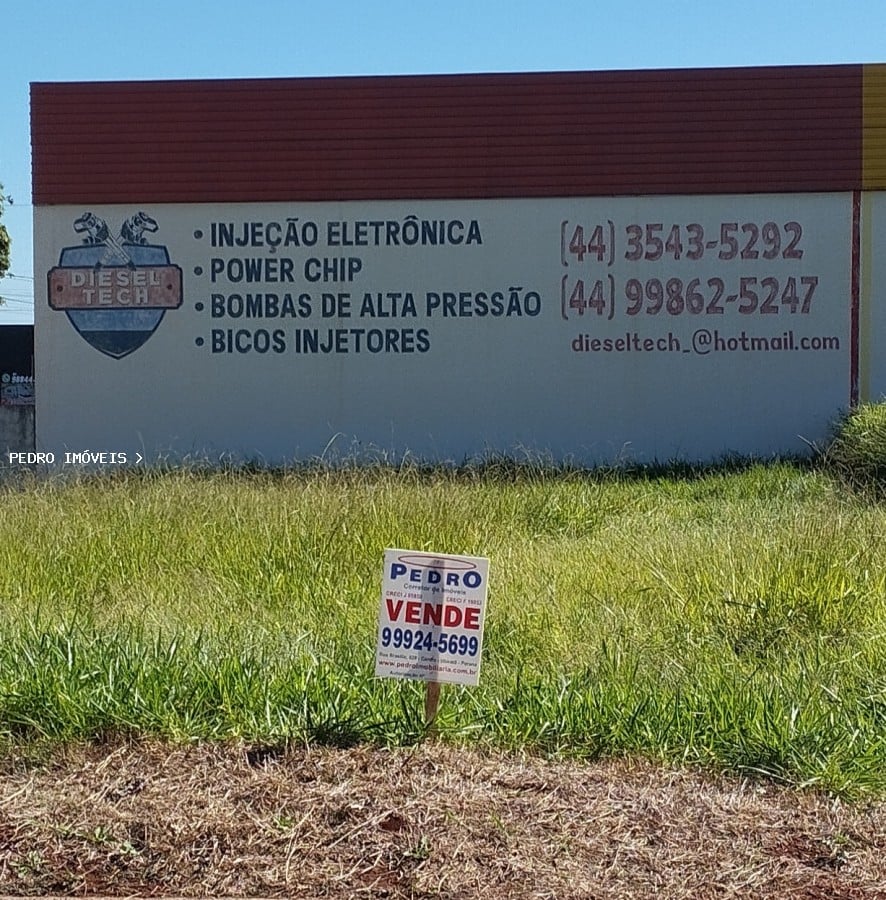 DIESEL
TECH
• INJEÇÃO ELETRÔNICA
• POWER CHIP
• BOMBAS DE ALTA PRESSÃO
• BICOS INJETORES
(44) 3543-5292
(44) 99862-5247
dieseltech_@hotmail.com
PEDRO IMÓVEIS >
PEDRO
Corretor de Imóveis
VENDE
99924-5699
www.pedroimobiliaria.com.br